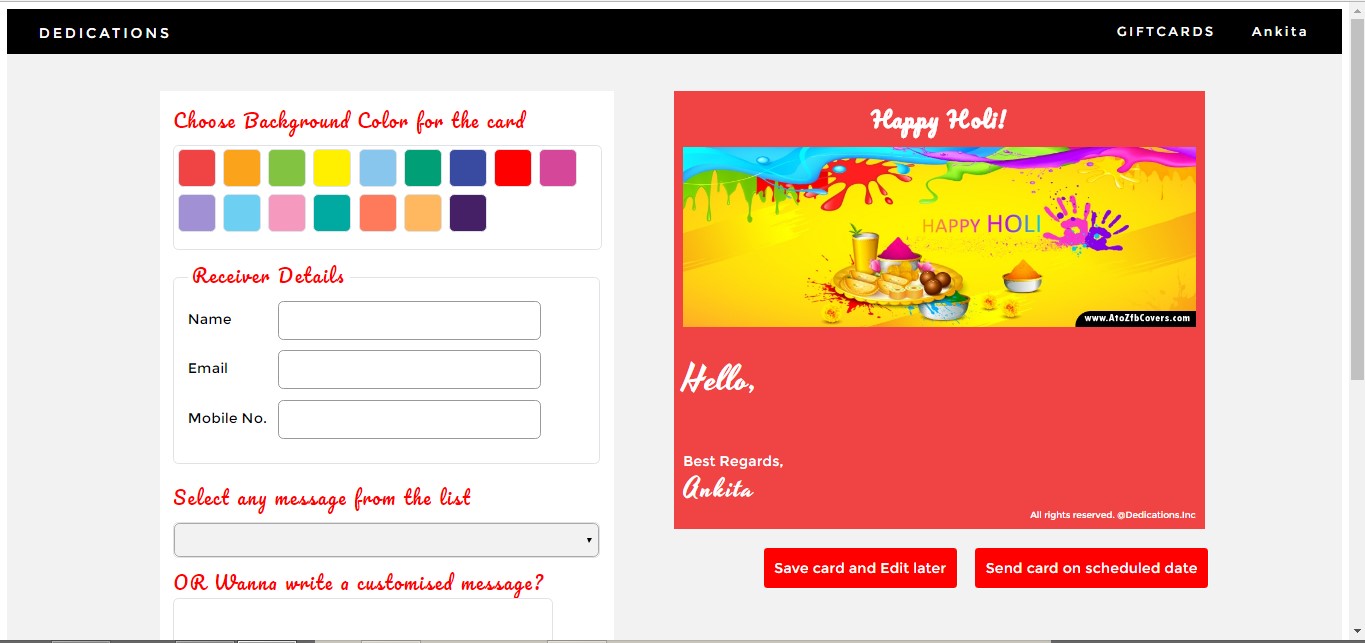 DEDICATIONS
GIFTCARDS
Ankita
Choose Background Color for the card
Receiver Details
Name
Email
Mobile No.
Select any message from the list
OR Wanna write a customised message?
Happy Holi!
HAPPY HOLI
www.AtoZfbCovers.com
Hello,
Best Regards,
Ankita
All rights reserved. @Dedications.Inc
Save card and Edit later
Send card on scheduled date